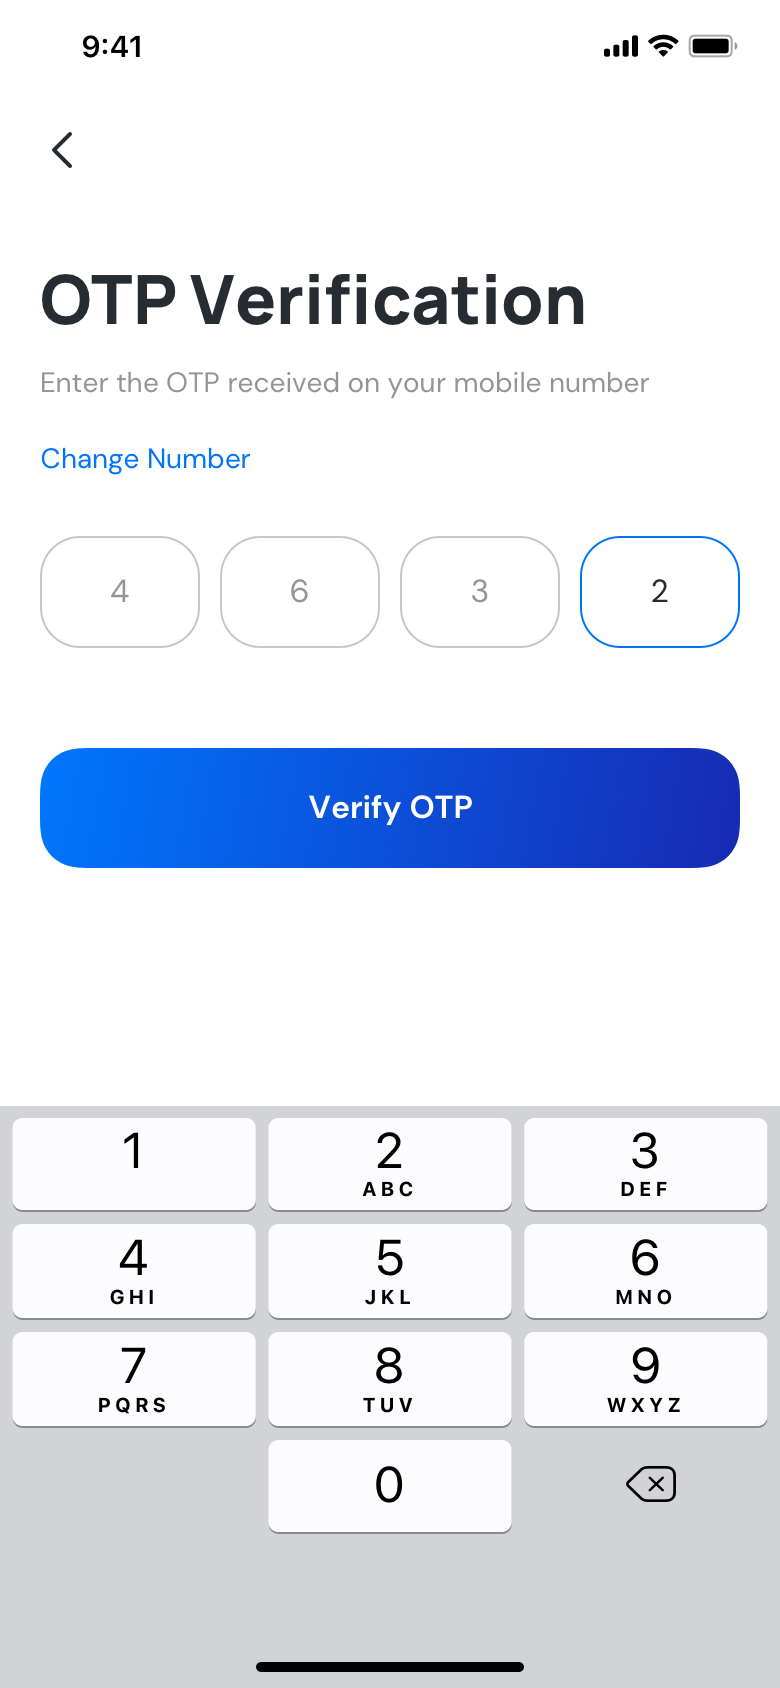 9:41
OTP Verification
Enter the OTP received on your mobile number
Change Number
4 6 3 2
Verify OTP
1 2 3
ABC DEF
4 5 6
GHI JKL MNO
7 8 9
PQRS TUV WXYZ
0